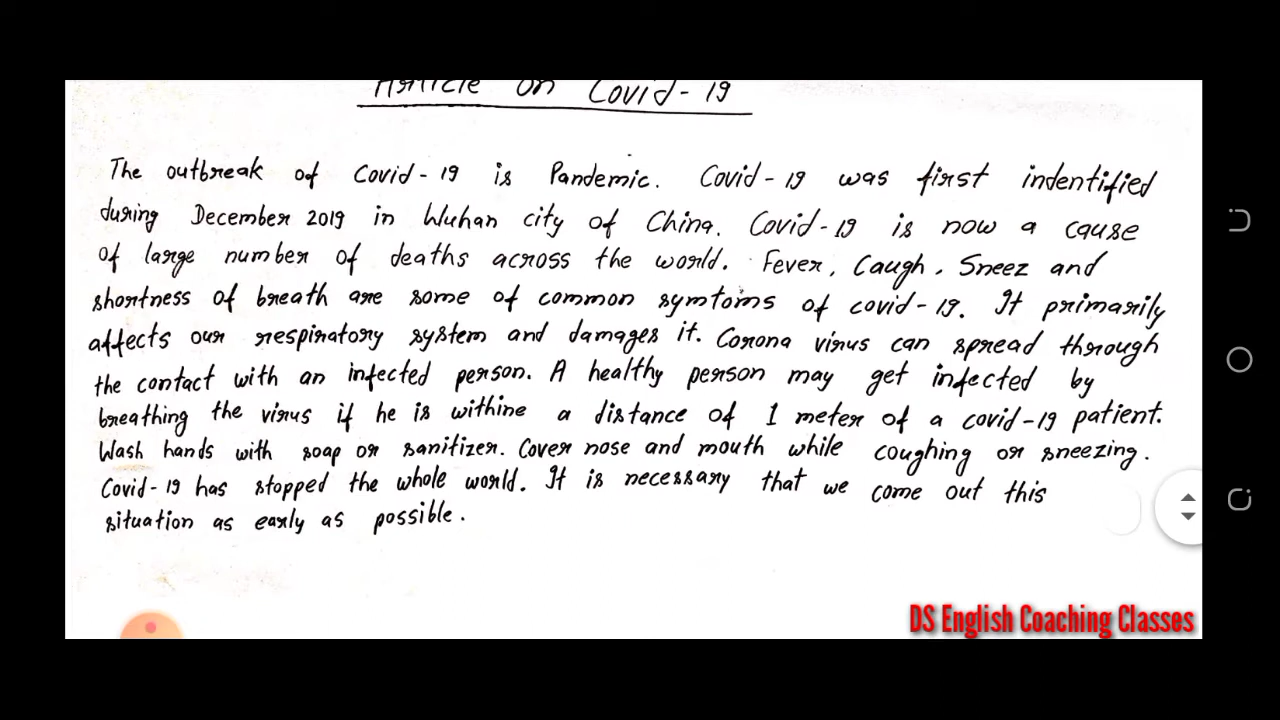 Article on Covid-19
The outbreak of Covid-19 is Pandemic. Covid-19 was first indentified
during December 2019 in Wuhan city of China. Covid-19 is now a cause
of large number of deaths across the world. Fever, Caugh, Sneez and
shortness of breath are some of common symtoms of covid-19. It primarily
affects our respiratory system and damages it. Corona virus can spread through
the contact with an infected person. A healthy person may get infected by
breathing the virus if he is withine a distance of 1 meter of a covid-19 patient.
Wash hands with soap or sanitizer. Cover nose and mouth while coughing or sneezing.
Covid-19 has stopped the whole world. It is necessary that we come out this
situation as early as possible.
DS English Coaching Classes